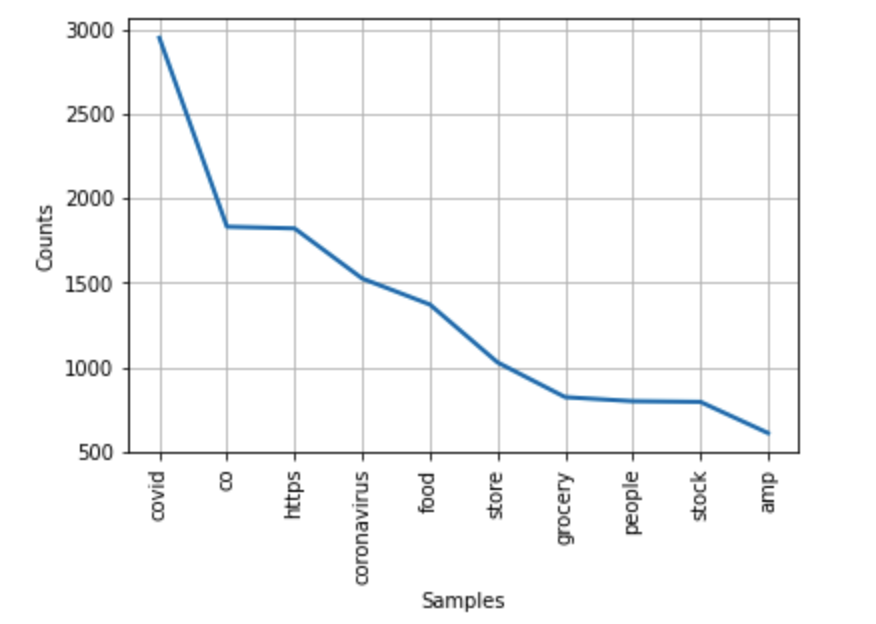 3000
2500
2000
1500
1000
500
Counts
covid
co
https
coronavirus
food
store
grocery
people
stock
amp
Samples